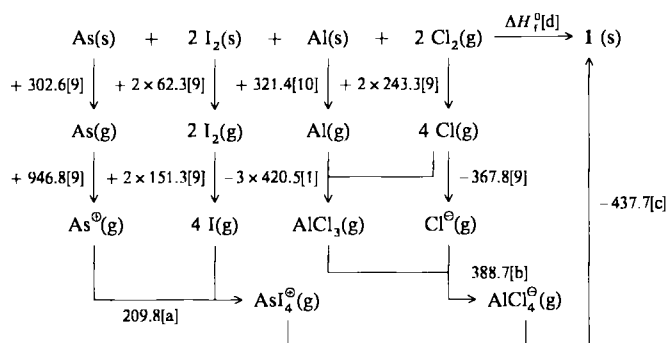 As(s) + 2 I₂(s) + Al(s) + 2 Cl₂(g) ΔH_f^□[d] 1 (s)
+ 302.6[9] + 2 × 62.3[9] + 321.4[10] + 2 × 243.3[9]
As(g) 2 I₂(g) Al(g) 4 Cl(g)
+ 946.8[9] + 2 × 151.3[9] − 3 × 420.5[1] − 367.8[9]
− 437.7[c]
As⊕(g) 4 I(g) AlCl₃(g) Cl⊖(g)
388.7[b]
AsI₄⊕(g) AlCl₄⊖(g)
209.8[a]